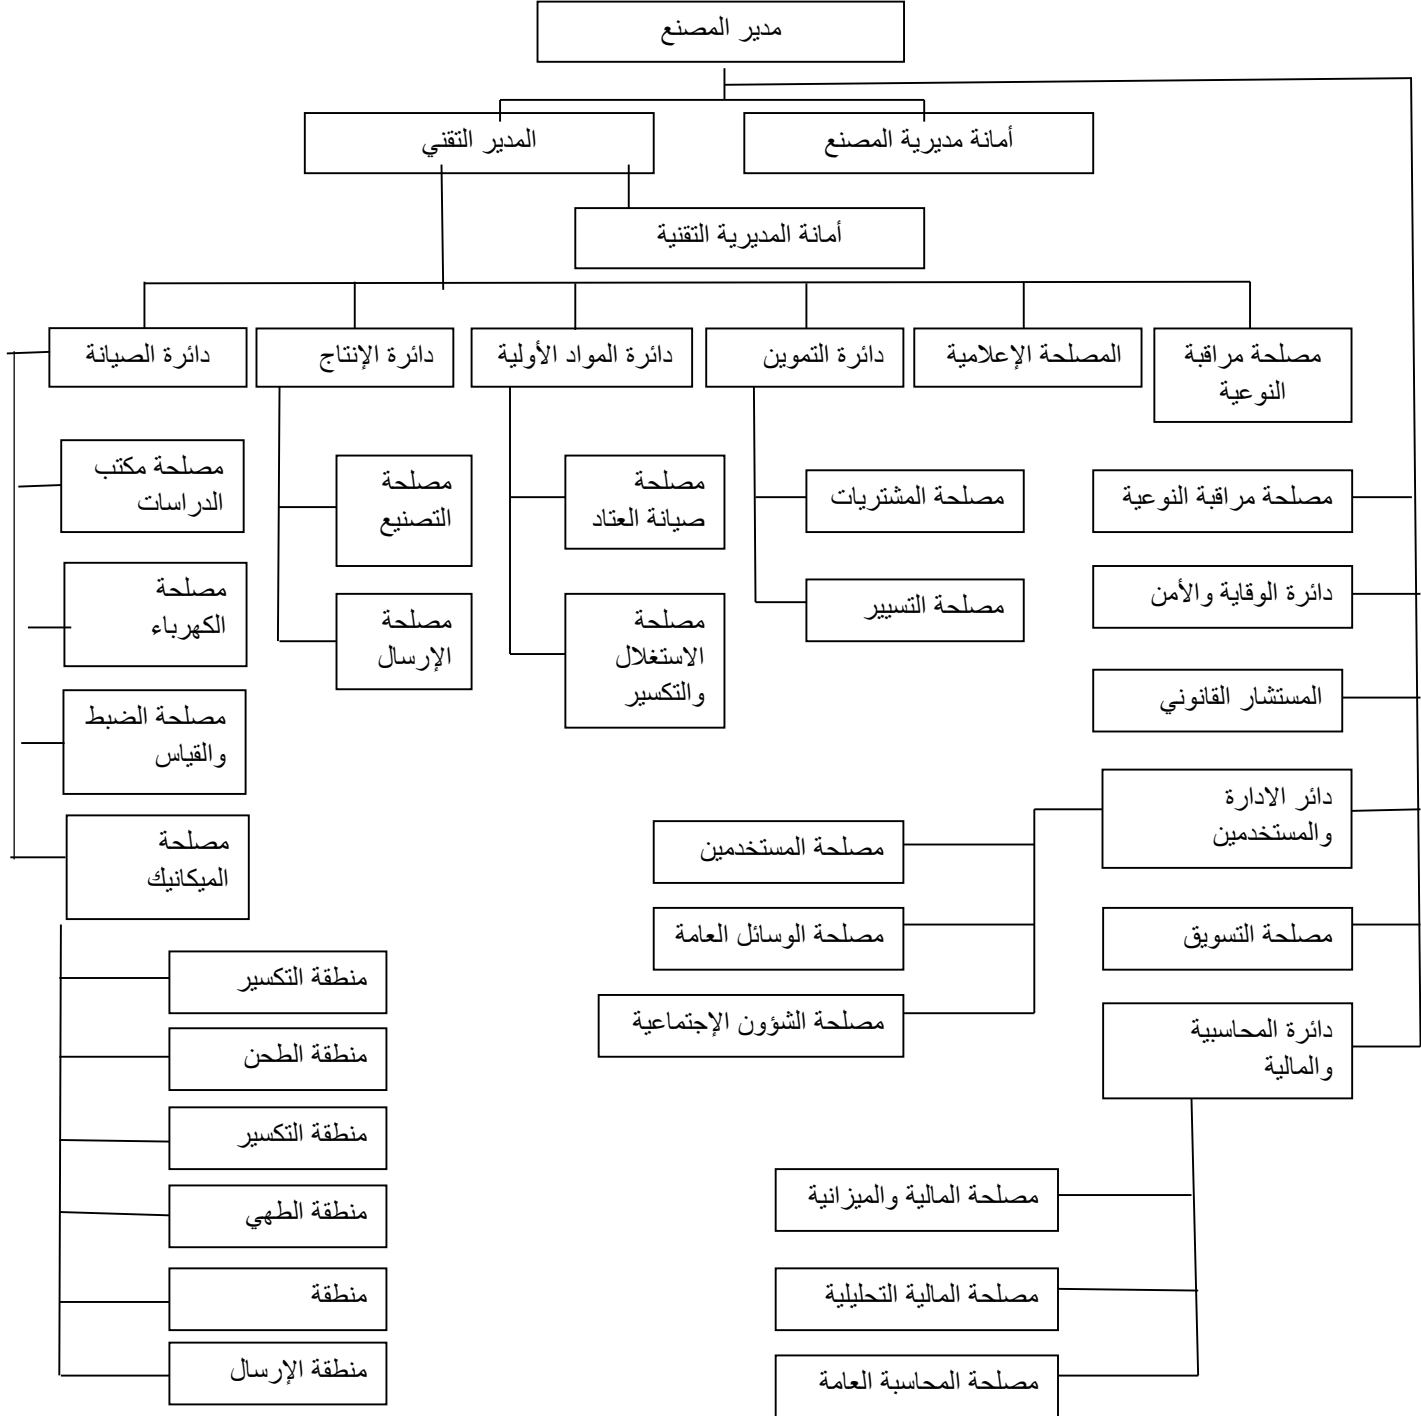 مدير المصنع
أمانة مديرية المصنع
المدير التقني
أمانة المديرية التقنية
مصلحة مراقبة
النوعية
المصلحة الإعلامية
دائرة التموين
دائرة المواد الأولية
دائرة الإنتاج
دائرة الصيانة
مصلحة مراقبة النوعية
دائرة الوقاية والأمن
المستشار القانوني
دائر الادارة
والمستخدمين
مصلحة التسويق
دائرة المحاسبية
والمالية
مصلحة المشتريات
مصلحة التسيير
مصلحة
صيانة العتاد
مصلحة
الاستغلال
والتكسير
مصلحة
التصنيع
مصلحة
الإرسال
مصلحة مكتب
الدراسات
مصلحة
الكهرباء
مصلحة الضبط
والقياس
مصلحة
الميكانيك
مصلحة المستخدمين
مصلحة الوسائل العامة
مصلحة الشؤون الإجتماعية
منطقة التكسير
منطقة الطحن
منطقة التكسير
منطقة الطهي
منطقة
منطقة الإرسال
مصلحة المالية والميزانية
مصلحة المالية التحليلية
مصلحة المحاسبة العامة